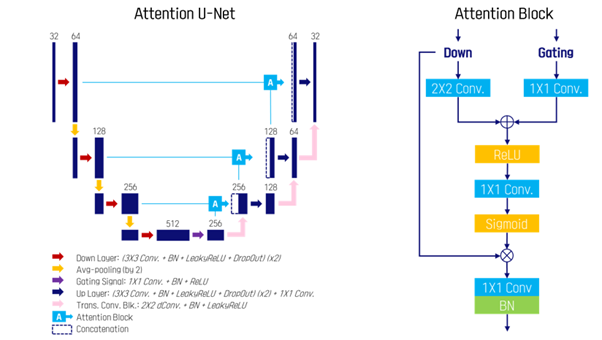 Attention U-Net
32 64 64 32
A
128 128 64
A
256 256 128
A
512 256
Down Layer: (3X3 Conv. + BN + LeakyReLU + DropOut) (x2)
Avg-pooling (by 2)
Gating Signal: 1X1 Conv. + BN + ReLU
Up Layer: (3X3 Conv. + BN + LeakyReLU + DropOut) (x2) + 1X1 Conv.
Trans. Conv. Blk.: 2X2 dConv. + BN + LeakyReLU
A Attention Block
Concatenation
Attention Block
Down Gating
2X2 Conv. 1X1 Conv.
ReLU
1X1 Conv.
Sigmoid
1X1 Conv
BN